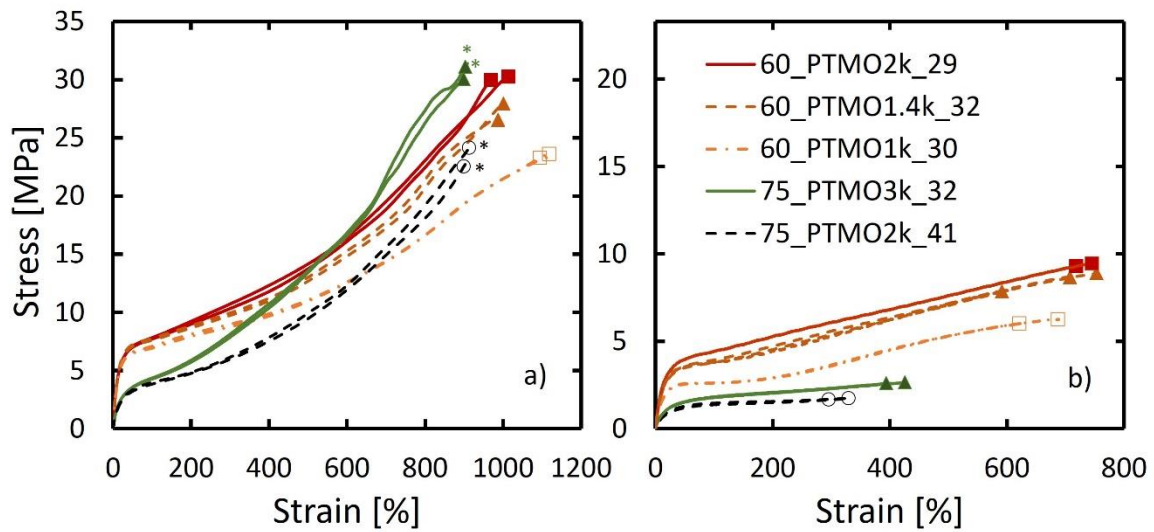 35
30
25
20
15
10
5
0
Stress [MPa]
0 200 400 600 800 1000 1200
Strain [%]
* *
* *
a)
20
15
10
5
0
60_PTMO2k_29
60_PTMO1.4k_32
60_PTMO1k_30
75_PTMO3k_32
75_PTMO2k_41
b)
0 200 400 600 800
Strain [%]